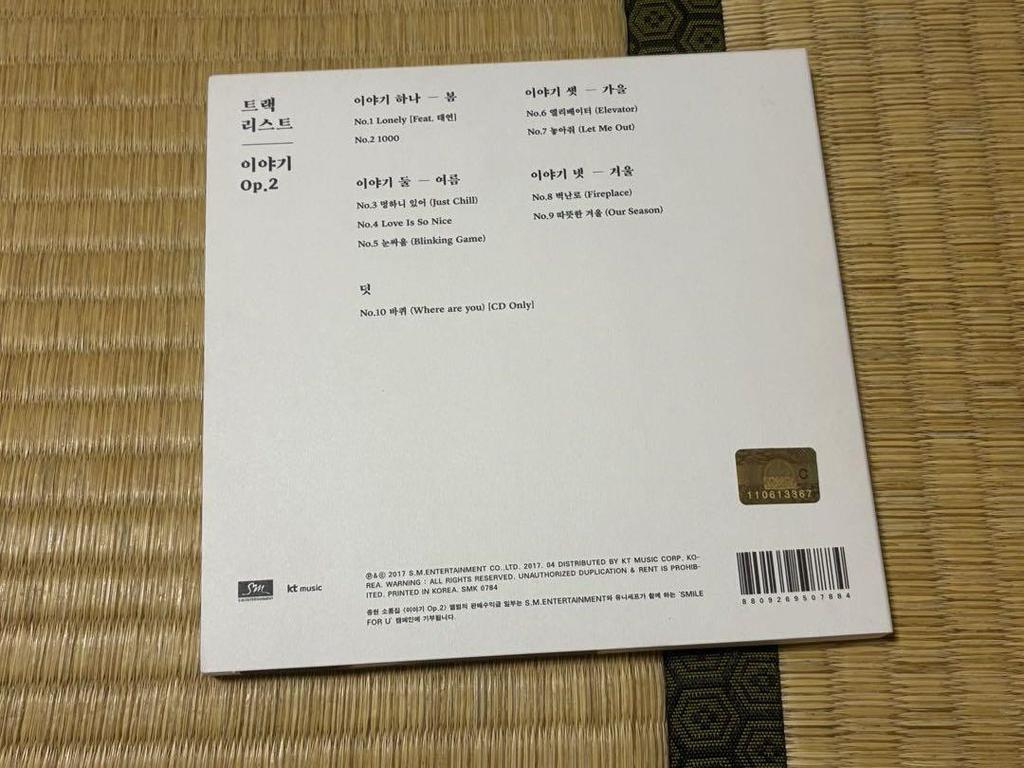 트랙
리스트
이야기
Op.2
이야기 하나 — 봄
No.1 Lonely [Feat. 태연]
No.2 1000
이야기 둘 — 여름
No.3 멍하니 있어 (Just Chill)
No.4 Love Is So Nice
No.5 눈싸움 (Blinking Game)
이야기 셋 — 가을
No.6 엘리베이터 (Elevator)
No.7 놓아줘 (Let Me Out)
이야기 넷 — 겨울
No.8 벽난로 (Fireplace)
No.9 따뜻한 겨울 (Our Season)
덧
No.10 바퀴 (Where are you) [CD Only]
110613367
SM
S.M.ENTERTAINMENT
kt music
℗&© 2017 S.M.ENTERTAINMENT CO.,LTD. 2017. 04 DISTRIBUTED BY KT MUSIC CORP. KO-
REA. WARNING : ALL RIGHTS RESERVED. UNAUTHORIZED DUPLICATION & RENT IS PROHIB-
ITED. PRINTED IN KOREA. SMK 0784
종현 소품집 〈이야기 Op.2〉 앨범의 판매수익금 일부는 S.M.ENTERTAINMENT와 유니세프가 함께 하는 'SMILE
FOR U' 캠페인에 기부됩니다.
8809269507884